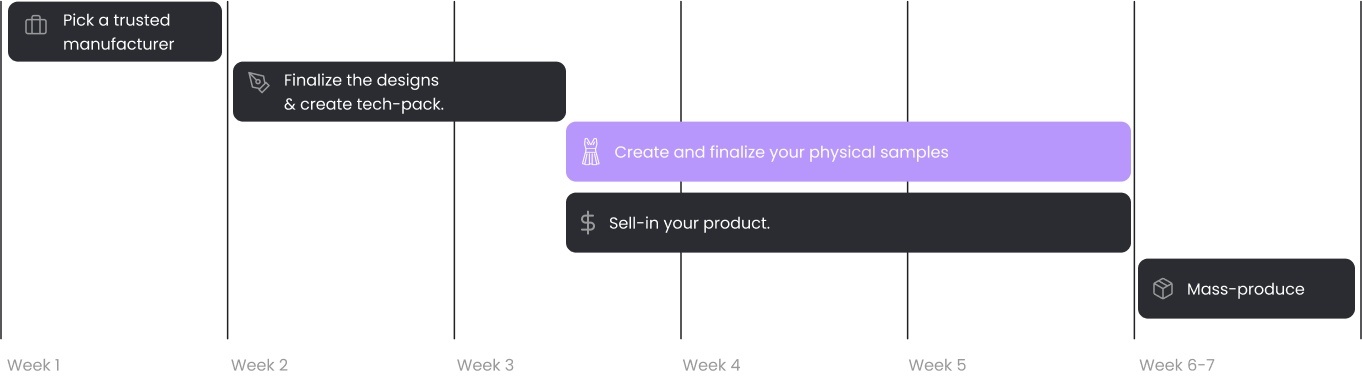 Pick a trusted
manufacturer
Finalize the designs
& create tech-pack.
Create and finalize your physical samples
Sell-in your product.
Mass-produce
Week 1
Week 2
Week 3
Week 4
Week 5
Week 6-7